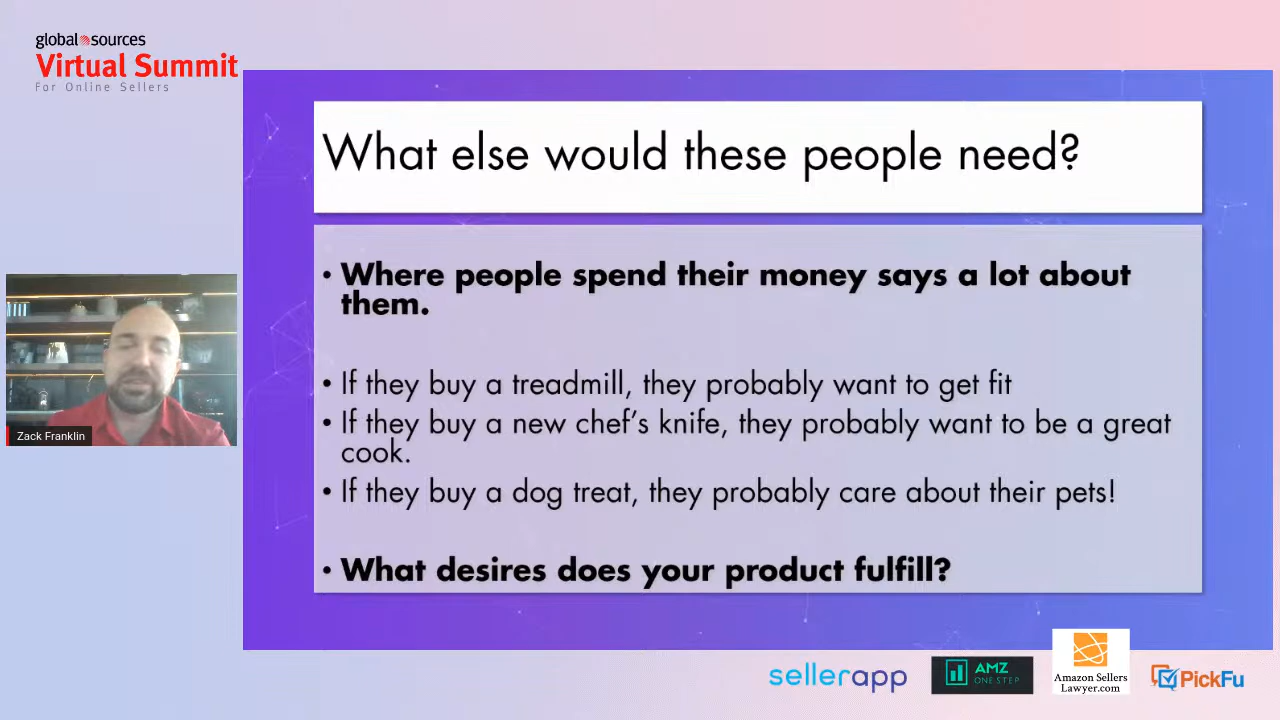 global sources
Virtual Summit
For Online Sellers
What else would these people need?
• Where people spend their money says a lot about
them.
• If they buy a treadmill, they probably want to get fit
• If they buy a new chef’s knife, they probably want to be a great
cook.
• If they buy a dog treat, they probably care about their pets!
• What desires does your product fulfill?
Zack Franklin
sellerapp
AMZ
ONE STEP
Amazon Sellers
Lawyer.com
PickFu